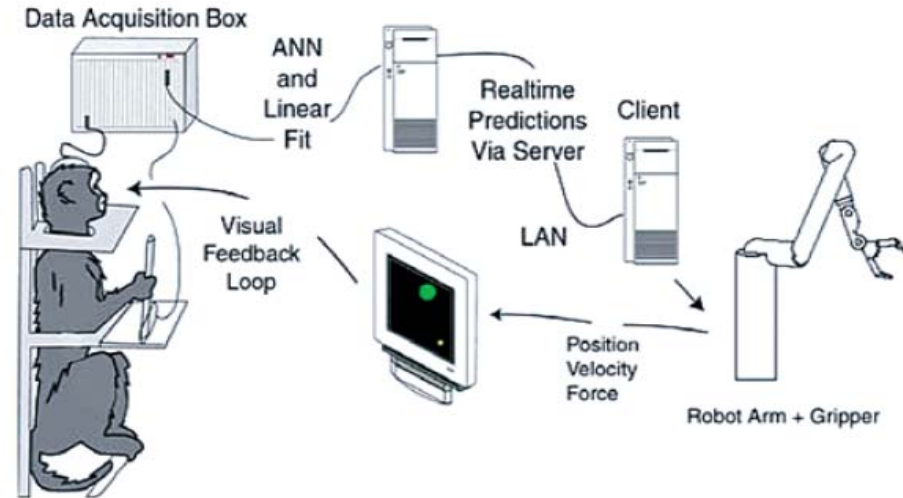 Data Acquisition Box
ANN
and
Linear
Fit
Realtime
Predictions
Via Server
Client
LAN
Visual
Feedback
Loop
Position
Velocity
Force
Robot Arm + Gripper